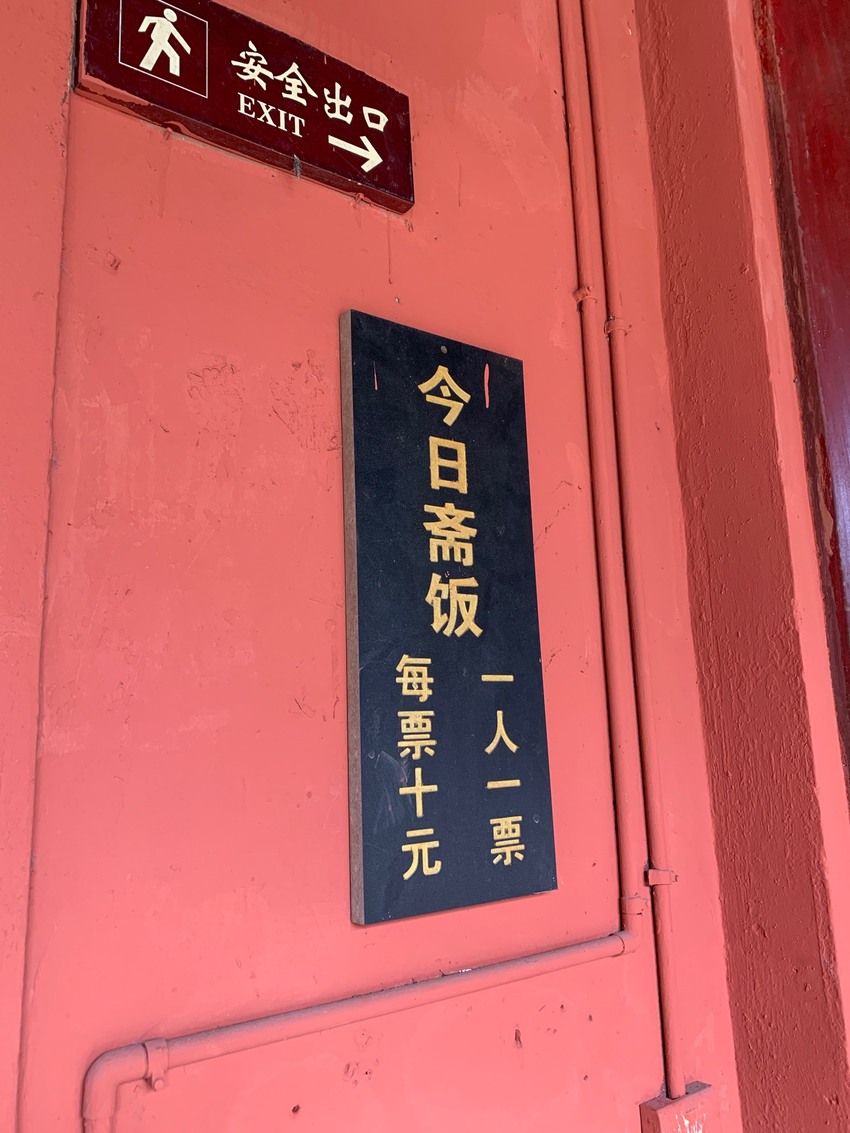 安全出口
EXIT
今日斋饭
一人一票
每票十元